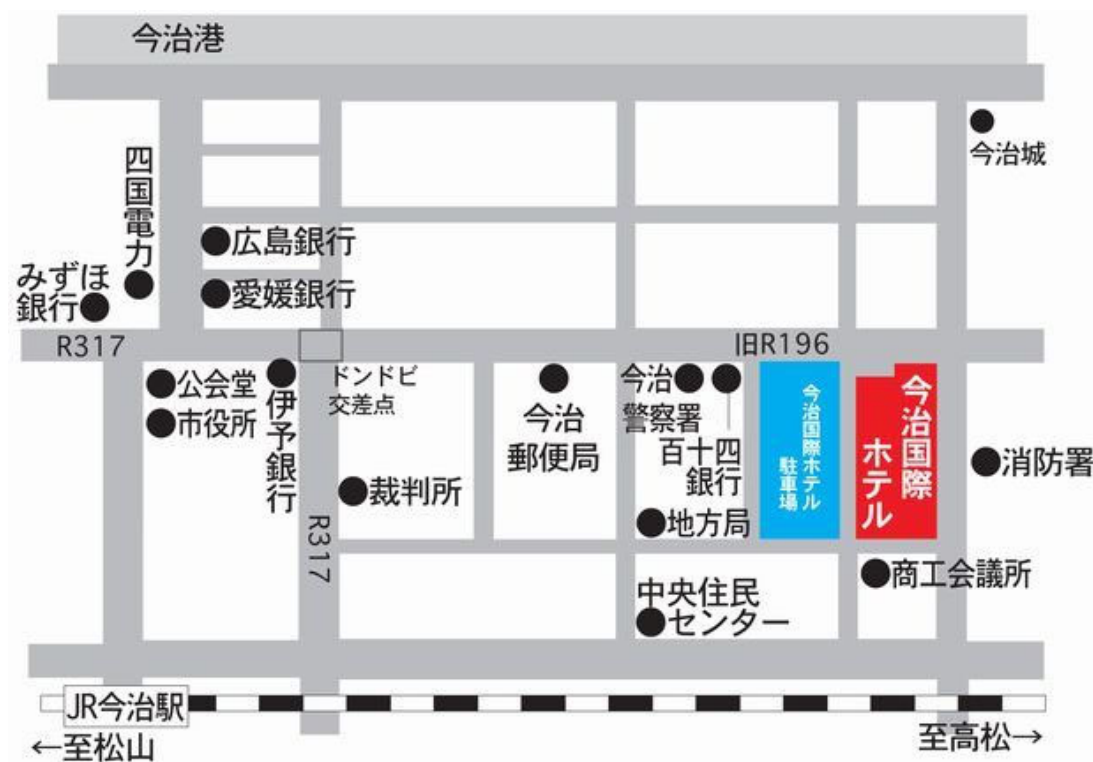 今治港
今治城
四国電力
広島銀行
みずほ
銀行
愛媛銀行
R317
旧R196
公会堂
市役所
伊予銀行
ドンドビ
交差点
今治
郵便局
今治
警察署
百十四
銀行
今治国際ホテル
駐車場
今治国際
ホテル
消防署
裁判所
地方局
R317
商工会議所
中央住民
センター
JR今治駅
←至松山
至高松→